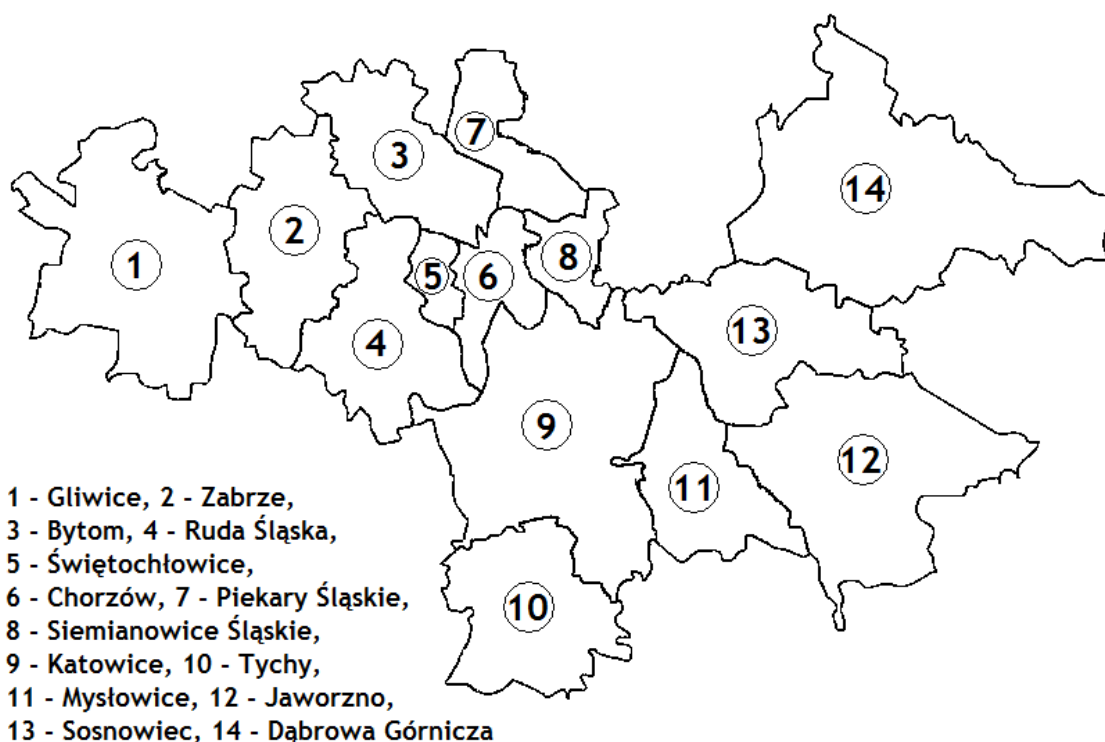 7
3
14
2
8
1
5
6
13
4
9
12
11
10
1 - Gliwice, 2 - Zabrze,
3 - Bytom, 4 - Ruda Śląska,
5 - Świętochłowice,
6 - Chorzów, 7 - Piekary Śląskie,
8 - Siemianowice Śląskie,
9 - Katowice, 10 - Tychy,
11 - Mysłowice, 12 - Jaworzno,
13 - Sosnowiec, 14 - Dąbrowa Górnicza